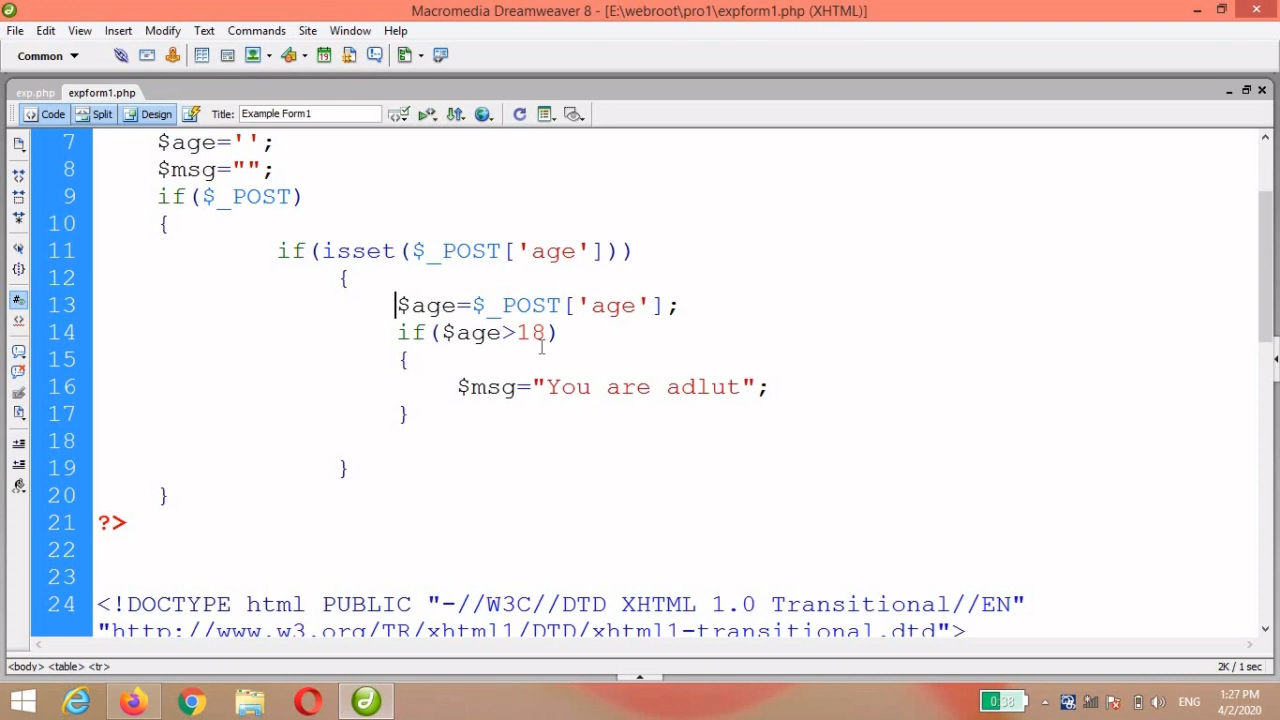 Macromedia Dreamweaver 8 - [E:\webroot\pro1\expform1.php (XHTML)]
File Edit View Insert Modify Text Commands Site Window Help
Common
exp.php expform1.php
Code Split Design Title: Example Form1
7 $age='';
8 $msg="";
9 if($_POST)
10 {
11 if(isset($_POST['age']))
12 {
13 $age=$_POST['age'];
14 if($age>18)
15 {
16 $msg="You are adlut";
17 }
18
19 }
20 }
21 ?>
22
23
24 <!DOCTYPE html PUBLIC "-//W3C//DTD XHTML 1.0 Transitional//EN"
"http://www.w3.org/TR/xhtml1/DTD/xhtml1-transitional.dtd">
<body> <table> <tr> 2K / 1 sec
0:38 ENG 1:27 PM
4/2/2020